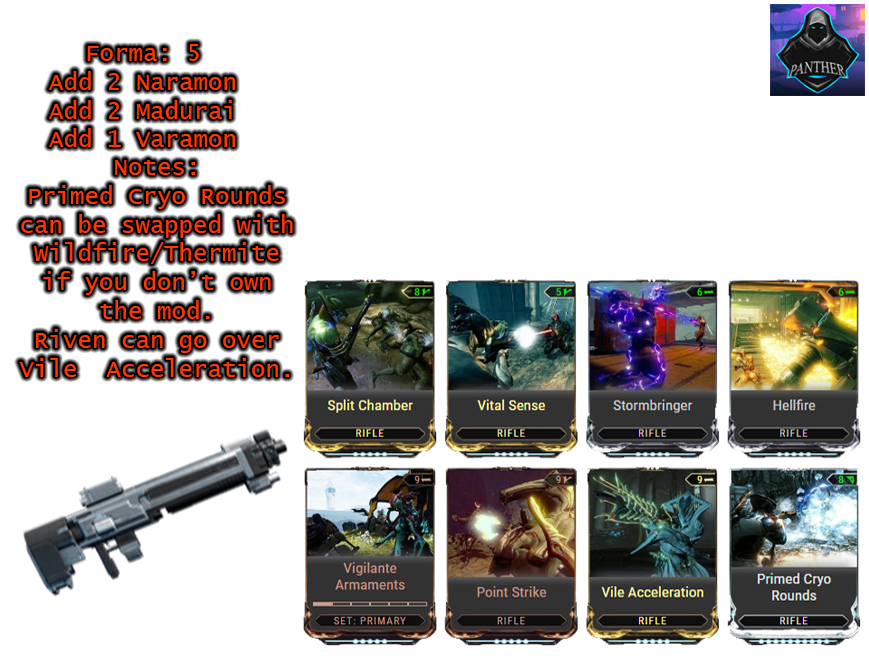 Forma: 5
Add 2 Naramon
Add 2 Madurai
Add 1 Varamon
Notes:
Primed Cryo Rounds
can be swapped with
Wildfire/Thermite
if you don't own
the mod.
Riven can go over
Vile Acceleration.
PANTHER
8
Split Chamber
RIFLE
5
Vital Sense
RIFLE
6
Stormbringer
RIFLE
6
Hellfire
RIFLE
9
Vigilante
Armaments
SET: PRIMARY
9
Point Strike
RIFLE
9
Vile Acceleration
RIFLE
8
Primed Cryo
Rounds
RIFLE